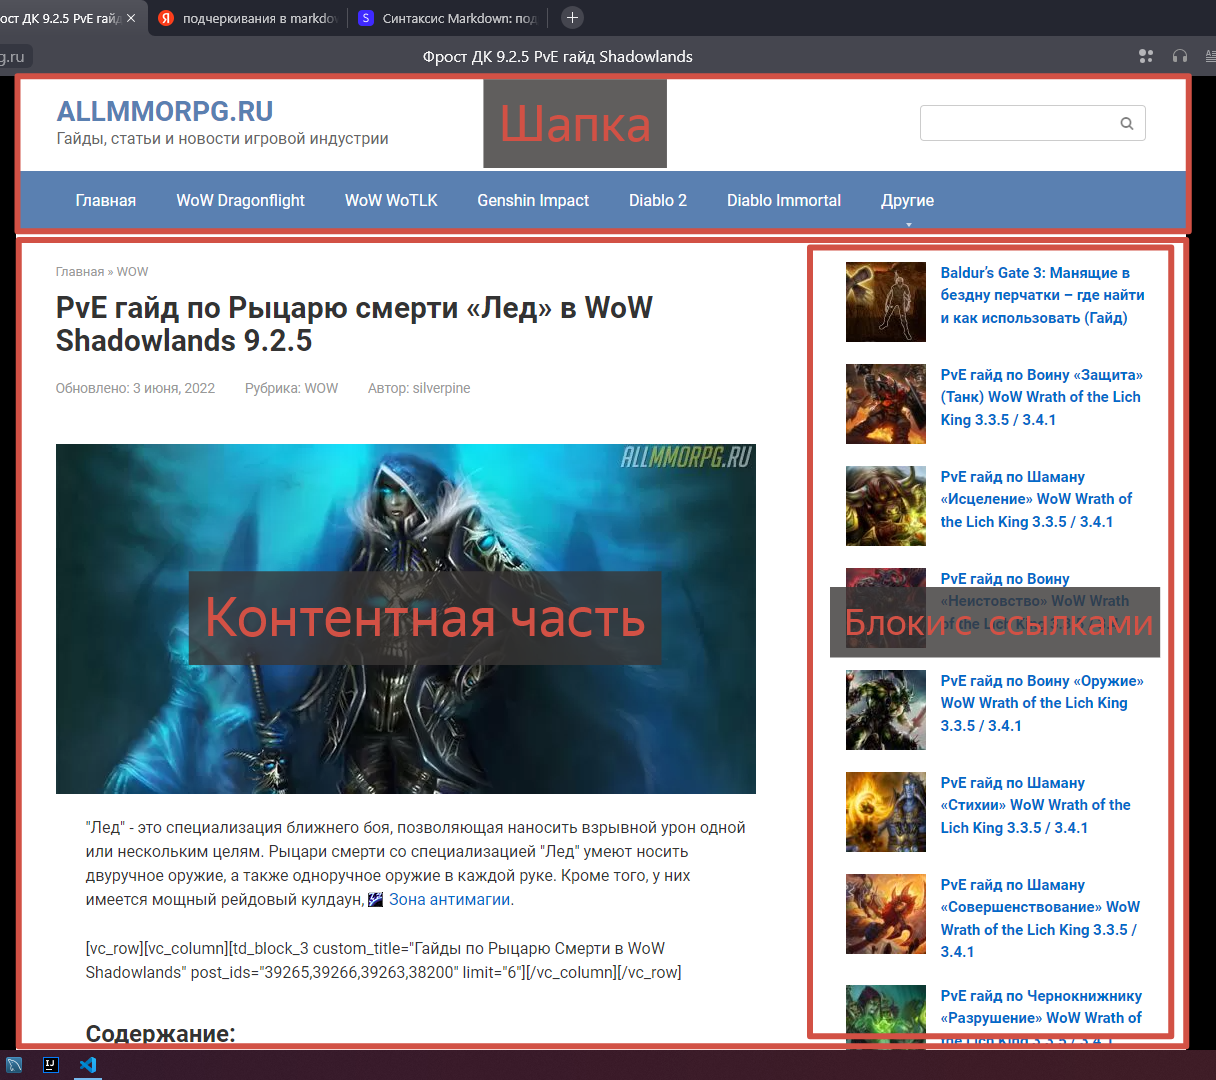 ост ДК 9.2.5 PvE гайд
подчеркивания в markdo
S
Синтаксис Markdown: по
g.ru
Фрост ДК 9.2.5 PvE гайд Shadowlands
ALLMMORPG.RU
Гайды, статьи и новости игровой индустрии
Шапка
Главная
WoW Dragonflight
WoW WoTLK
Genshin Impact
Diablo 2
Diablo Immortal
Другие
Главная » WOW
PvE гайд по Рыцарю смерти «Лед» в WoW
Shadowlands 9.2.5
Обновлено: 3 июня, 2022
Рубрика: WOW
Автор: silverpine
ALLMMORPG.RU
Контентная часть
"Лед" - это специализация ближнего боя, позволяющая наносить взрывной урон одной
или нескольким целям. Рыцари смерти со специализацией "Лед" умеют носить
двуручное оружие, а также одноручное оружие в каждой руке. Кроме того, у них
имеется мощный рейдовый кулдаун, Зона антимагии.
[vc_row][vc_column][td_block_3 custom_title="Гайды по Рыцарю Смерти в WoW
Shadowlands" post_ids="39265,39266,39263,38200" limit="6"][/vc_column][/vc_row]
Содержание:
Baldur's Gate 3: Манящие в
бездну перчатки – где найти
и как использовать (Гайд)
PvE гайд по Воину «Защита»
(Танк) WoW Wrath of the Lich
King 3.3.5 / 3.4.1
PvE гайд по Шаману
«Исцеление» WoW Wrath of
the Lich King 3.3.5 / 3.4.1
PvE гайд по Воину
«Неистовство» WoW Wrath
Блоки с ссылками
PvE гайд по Воину «Оружие»
WoW Wrath of the Lich King
3.3.5 / 3.4.1
PvE гайд по Шаману
«Стихии» WoW Wrath of the
Lich King 3.3.5 / 3.4.1
PvE гайд по Шаману
«Совершенствование» WoW
Wrath of the Lich King 3.3.5 /
3.4.1
PvE гайд по Чернокнижнику
«Разрушение» WoW Wrath of
the Lich King 3.3.5 / 3.4.1
IJ